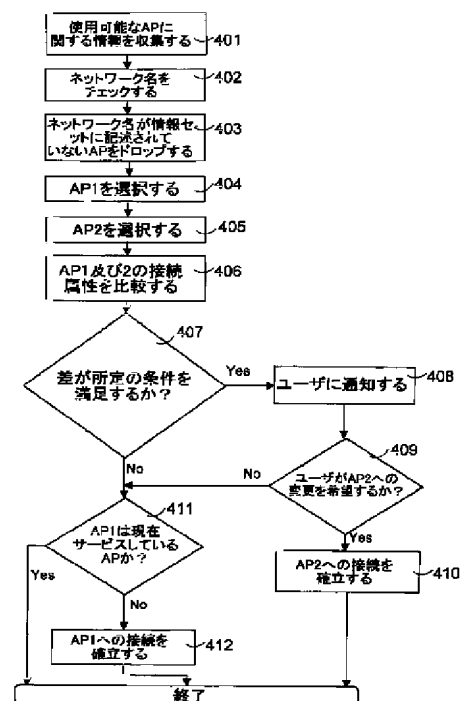 使用可能なAPに
関する情報を収集する
401
ネットワーク名を
チェックする
402
ネットワーク名が情報セ
ットに記述されて
いないAPをドロップする
403
AP1を選択する
404
AP2を選択する
405
AP1及び2の接続
属性を比較する
406
407
差が所定の条件を
満足するか?
Yes
ユーザに通知する
408
No
409
ユーザがAP2への
変更を希望するか?
No
Yes
411
AP1は現在
サービスしている
APか?
Yes
No
AP2への接続を
確立する
410
AP1への接続を
確立する
412
終了